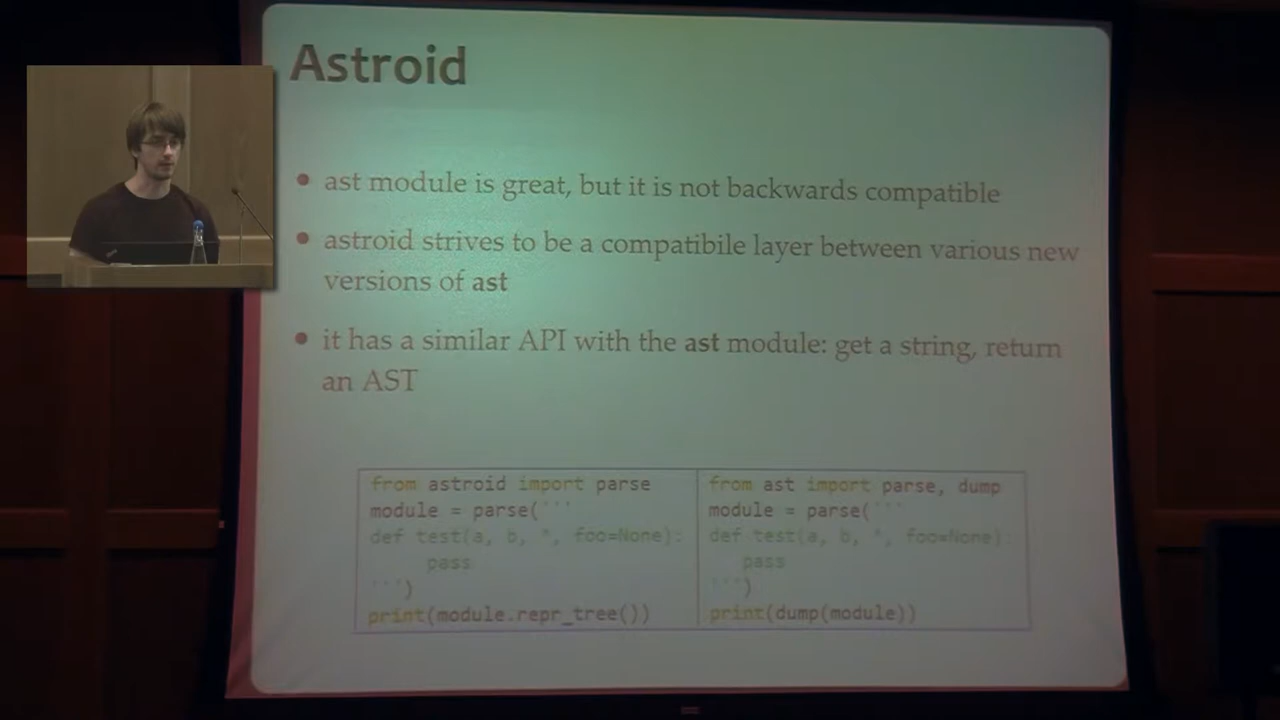 Astroid
• ast module is great, but it is not backwards compatible
• astroid strives to be a compatibile layer between various new
versions of ast
• it has a similar API with the ast module: get a string, return
an AST
from astroid import parse
module = parse('''
def test(a, b, *, foo=None):
    pass
''')
print(module.repr_tree())
from ast import parse, dump
module = parse('''
def test(a, b, *, foo=None):
    pass
''')
print(dump(module))